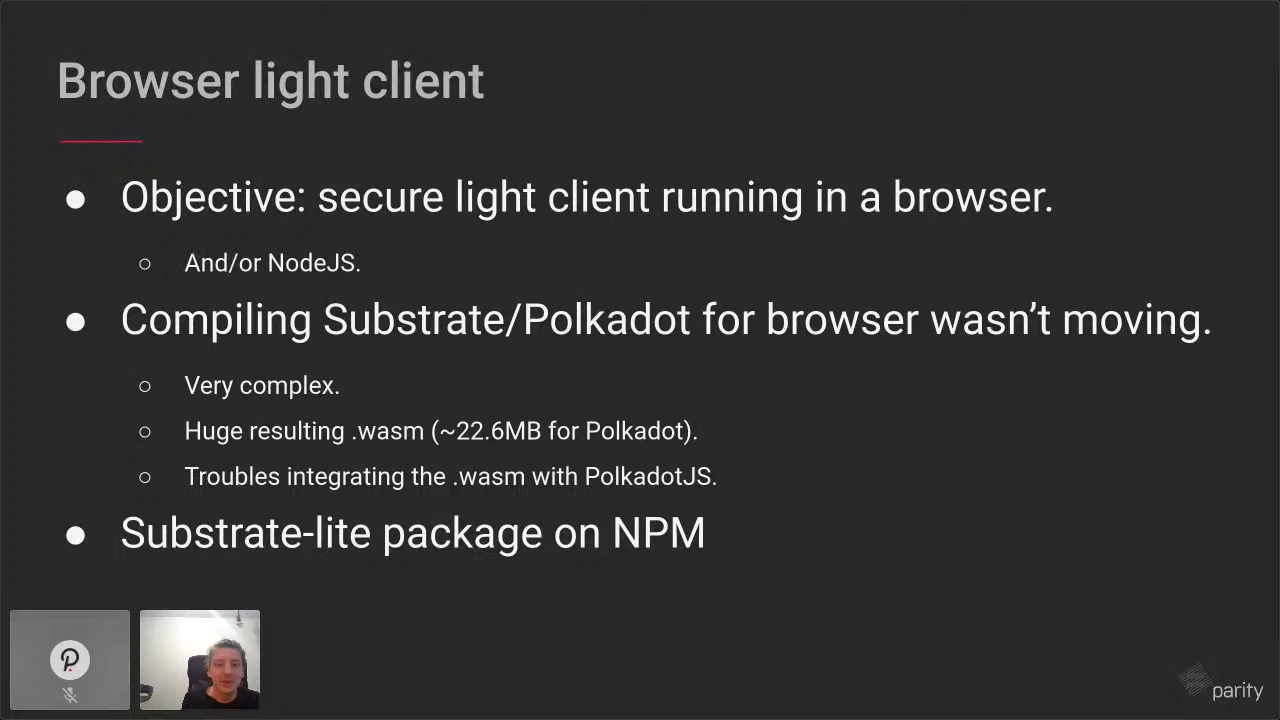 Browser light client
● Objective: secure light client running in a browser.
○ And/or NodeJS.
● Compiling Substrate/Polkadot for browser wasn’t moving.
○ Very complex.
○ Huge resulting .wasm (~22.6MB for Polkadot).
○ Troubles integrating the .wasm with PolkadotJS.
● Substrate-lite package on NPM
parity